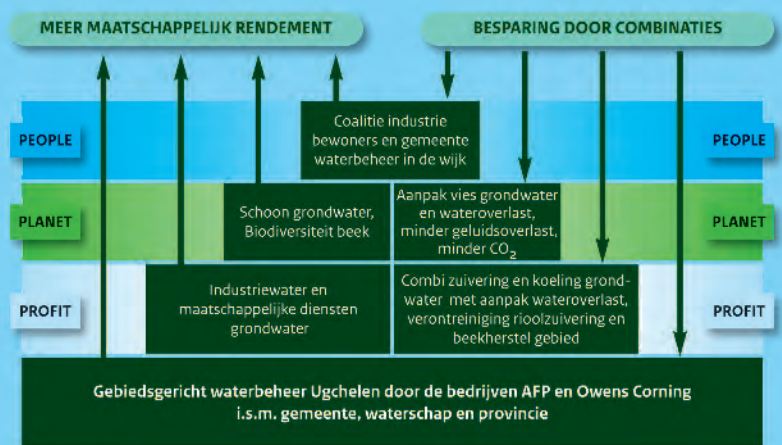 MEER MAATSCHAPPELIJK RENDEMENT
BESPARING DOOR COMBINATIES
PEOPLE
Coalitie industrie
bewoners en gemeente
waterbeheer in de wijk
PEOPLE
PLANET
Schoon grondwater,
Biodiversiteit beek
Aanpak vies grondwater
en wateroverlast,
minder geluidsoverlast,
minder CO₂
PLANET
PROFIT
Industriewater en
maatschappelijke diensten
grondwater
Combi zuivering en koeling grond-
water met aanpak wateroverlast,
verontreiniging rioolzuivering en
beekherstel gebied
PROFIT
Gebiedsgericht waterbeheer Ugchelen door de bedrijven AFP en Owens Corning
i.s.m. gemeente, waterschap en provincie